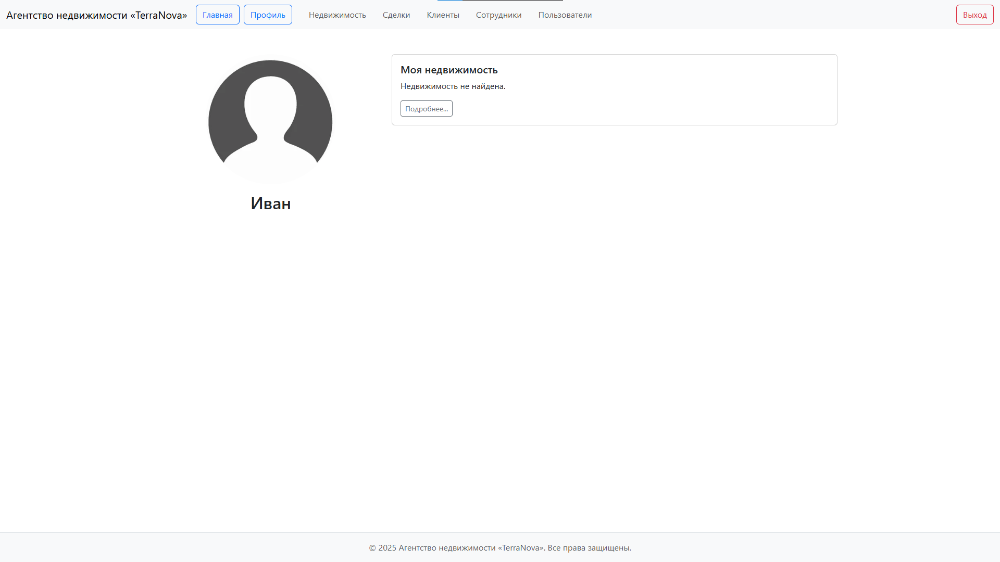 Агентство недвижимости «TerraNova» Главная Профиль Недвижимость Сделки Клиенты Сотрудники Пользователи Выход
Моя недвижимость
Недвижимость не найдена.
Подробнее...
Иван
© 2025 Агентство недвижимости «TerraNova». Все права защищены.